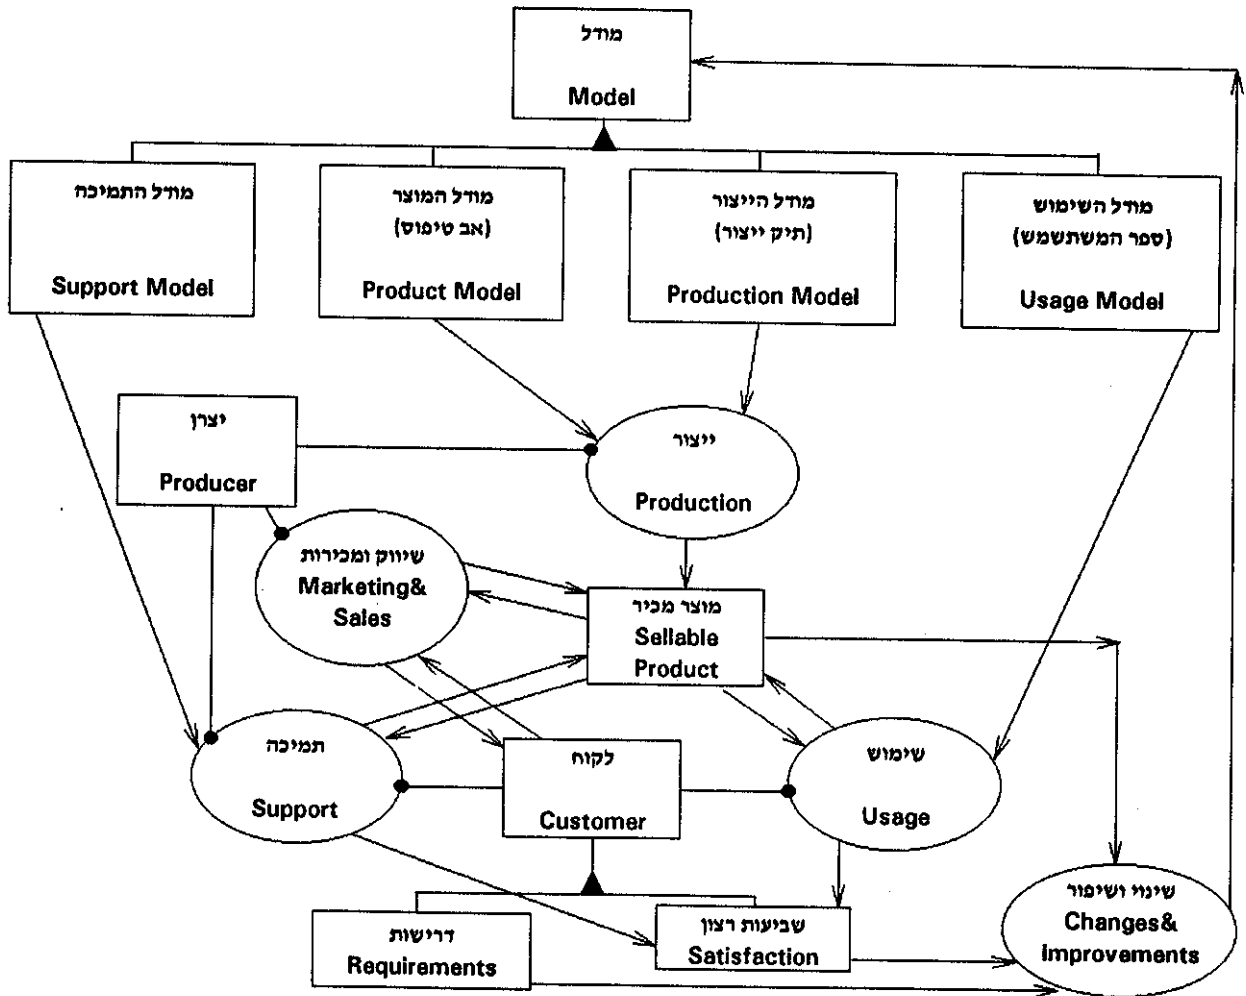 מודל
Model
מודל התמיכה
Support Model
מודל המוצר
(אב טיפוס)
Product Model
מודל הייצור
(תיק ייצור)
Production Model
מודל השימוש
(ספר המשתשמש)
Usage Model
יצרן
Producer
ייצור
Production
שיווק ומכירות
Marketing&
Sales
מוצר מכיר
Sellable
Product
תמיכה
Support
לקוח
Customer
שימוש
Usage
דרישות
Requirements
שביעות רצון
Satisfaction
שינוי ושיפור
Changes&
Improvements